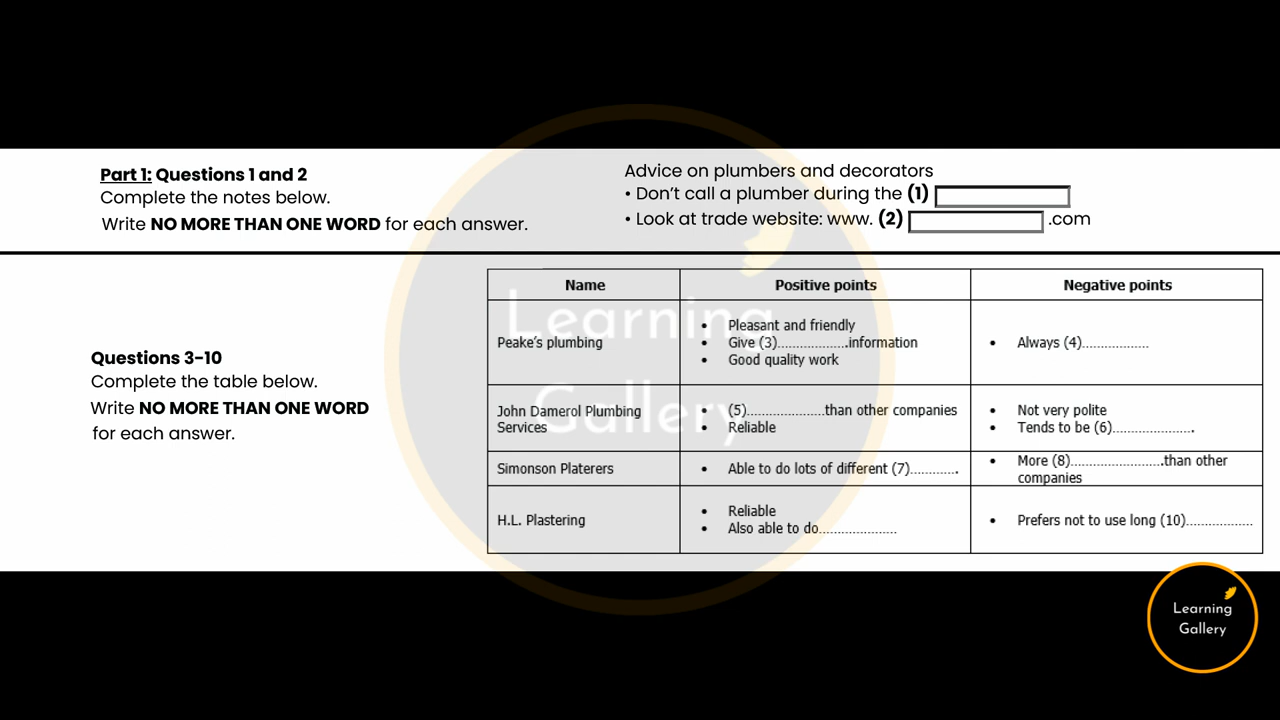 Part 1: Questions 1 and 2
Complete the notes below.
Write NO MORE THAN ONE WORD for each answer.
Advice on plumbers and decorators
• Don't call a plumber during the (1)
• Look at trade website: www. (2) .com
Questions 3-10
Complete the table below.
Write NO MORE THAN ONE WORD
for each answer.
Name Positive points Negative points
Peake's plumbing
• Pleasant and friendly
• Give (3)...................information
• Good quality work
• Always (4)..................
John Damerol Plumbing
Services
• (5).....................than other companies
• Reliable
• Not very polite
• Tends to be (6)......................
Simonson Platerers
• Able to do lots of different (7).............
• More (8).........................than other
companies
H.L. Plastering
• Reliable
• Also able to do.....................
• Prefers not to use long (10)..................
Learning
Gallery
Learning
Gallery